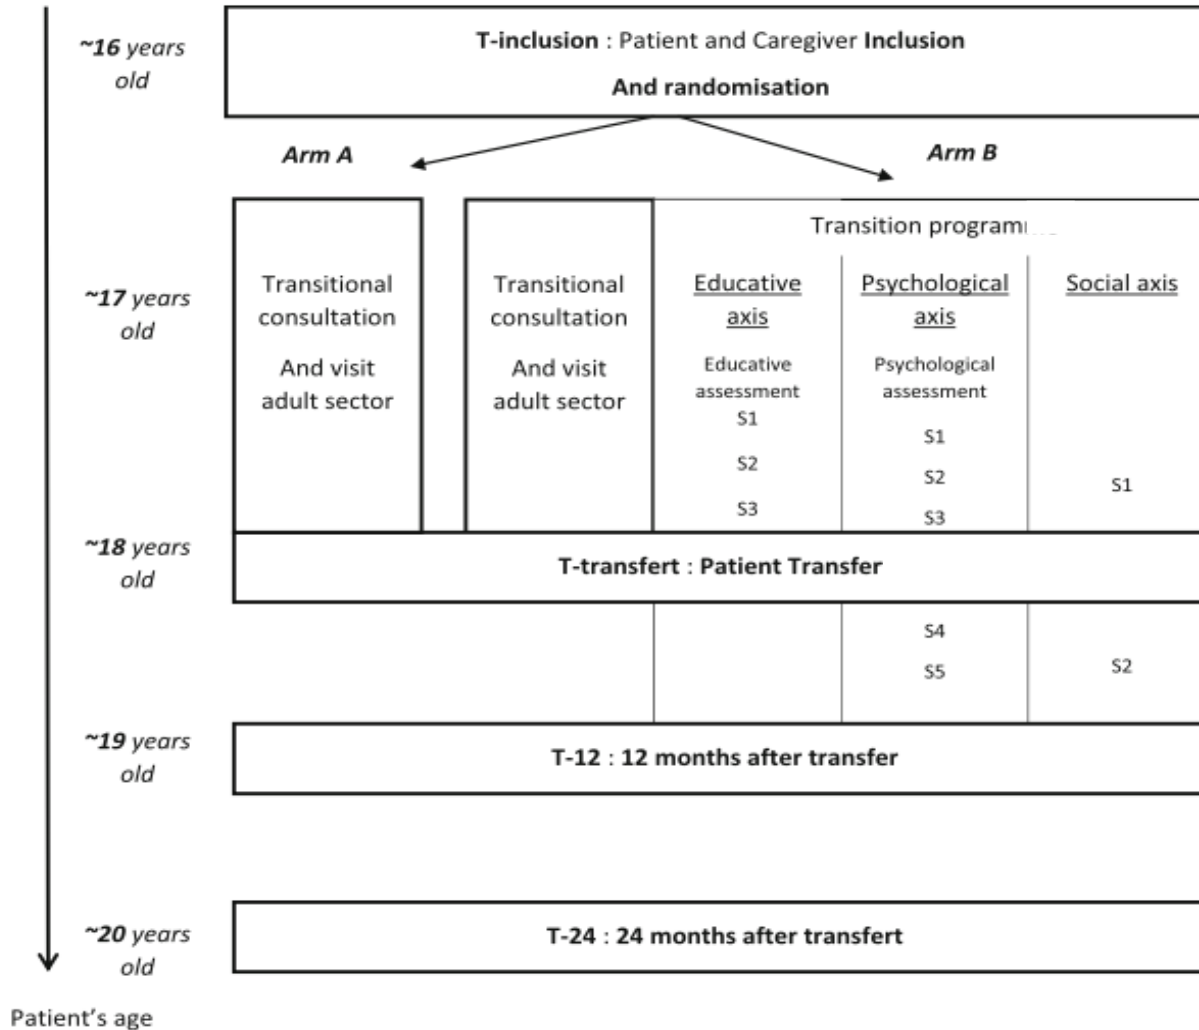 ~16 years
old
T-inclusion : Patient and Caregiver Inclusion
And randomisation
Arm A
Arm B
~17 years
old
Transitional
consultation
And visit
adult sector
Transitional
consultation
And visit
adult sector
Transition
Educative
axis
Educative
assessment
S1
S2
S3
Psychological
axis
Psychological
assessment
S1
S2
S3
Social axis
S1
~18 years
old
T-transfert : Patient Transfer
S4
S5
S2
~19 years
old
T-12 : 12 months after transfer
~20 years
old
T-24 : 24 months after transfert
Patient's age